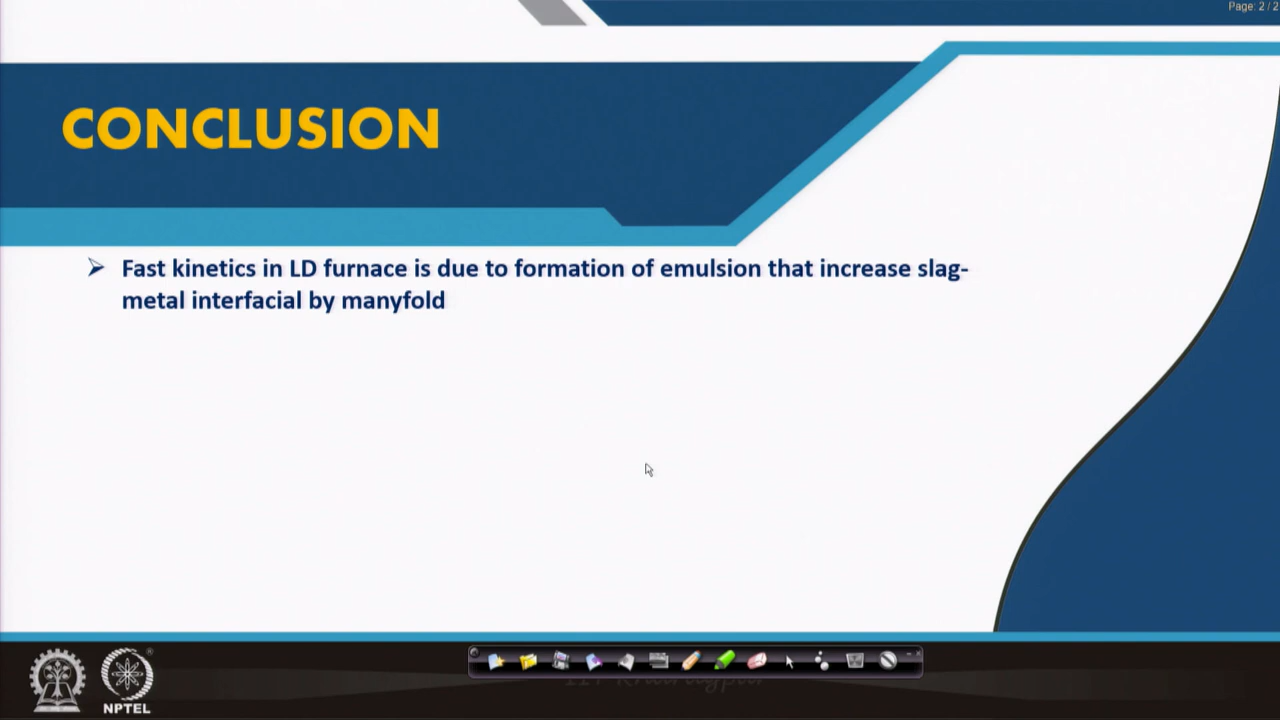 Page: 2 / 2
CONCLUSION
➢ Fast kinetics in LD furnace is due to formation of emulsion that increase slag-
metal interfacial by manyfold
NPTEL